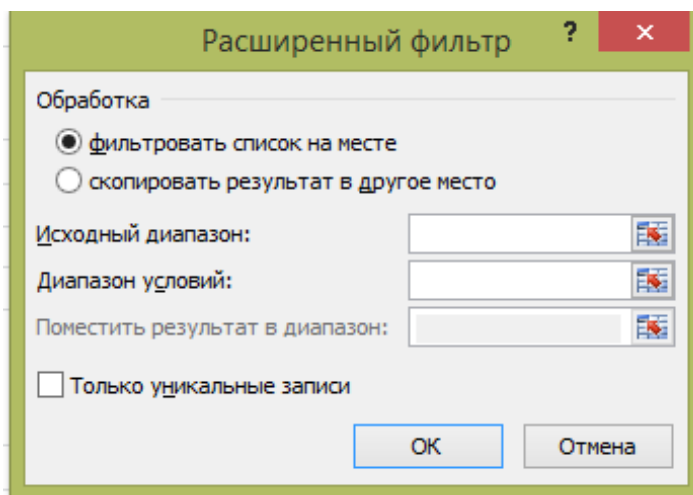 Расширенный фильтр ? ×
Обработка
фильтровать список на месте
скопировать результат в другое место
Исходный диапазон:
Диапазон условий:
Поместить результат в диапазон:
Только уникальные записи
ОК Отмена